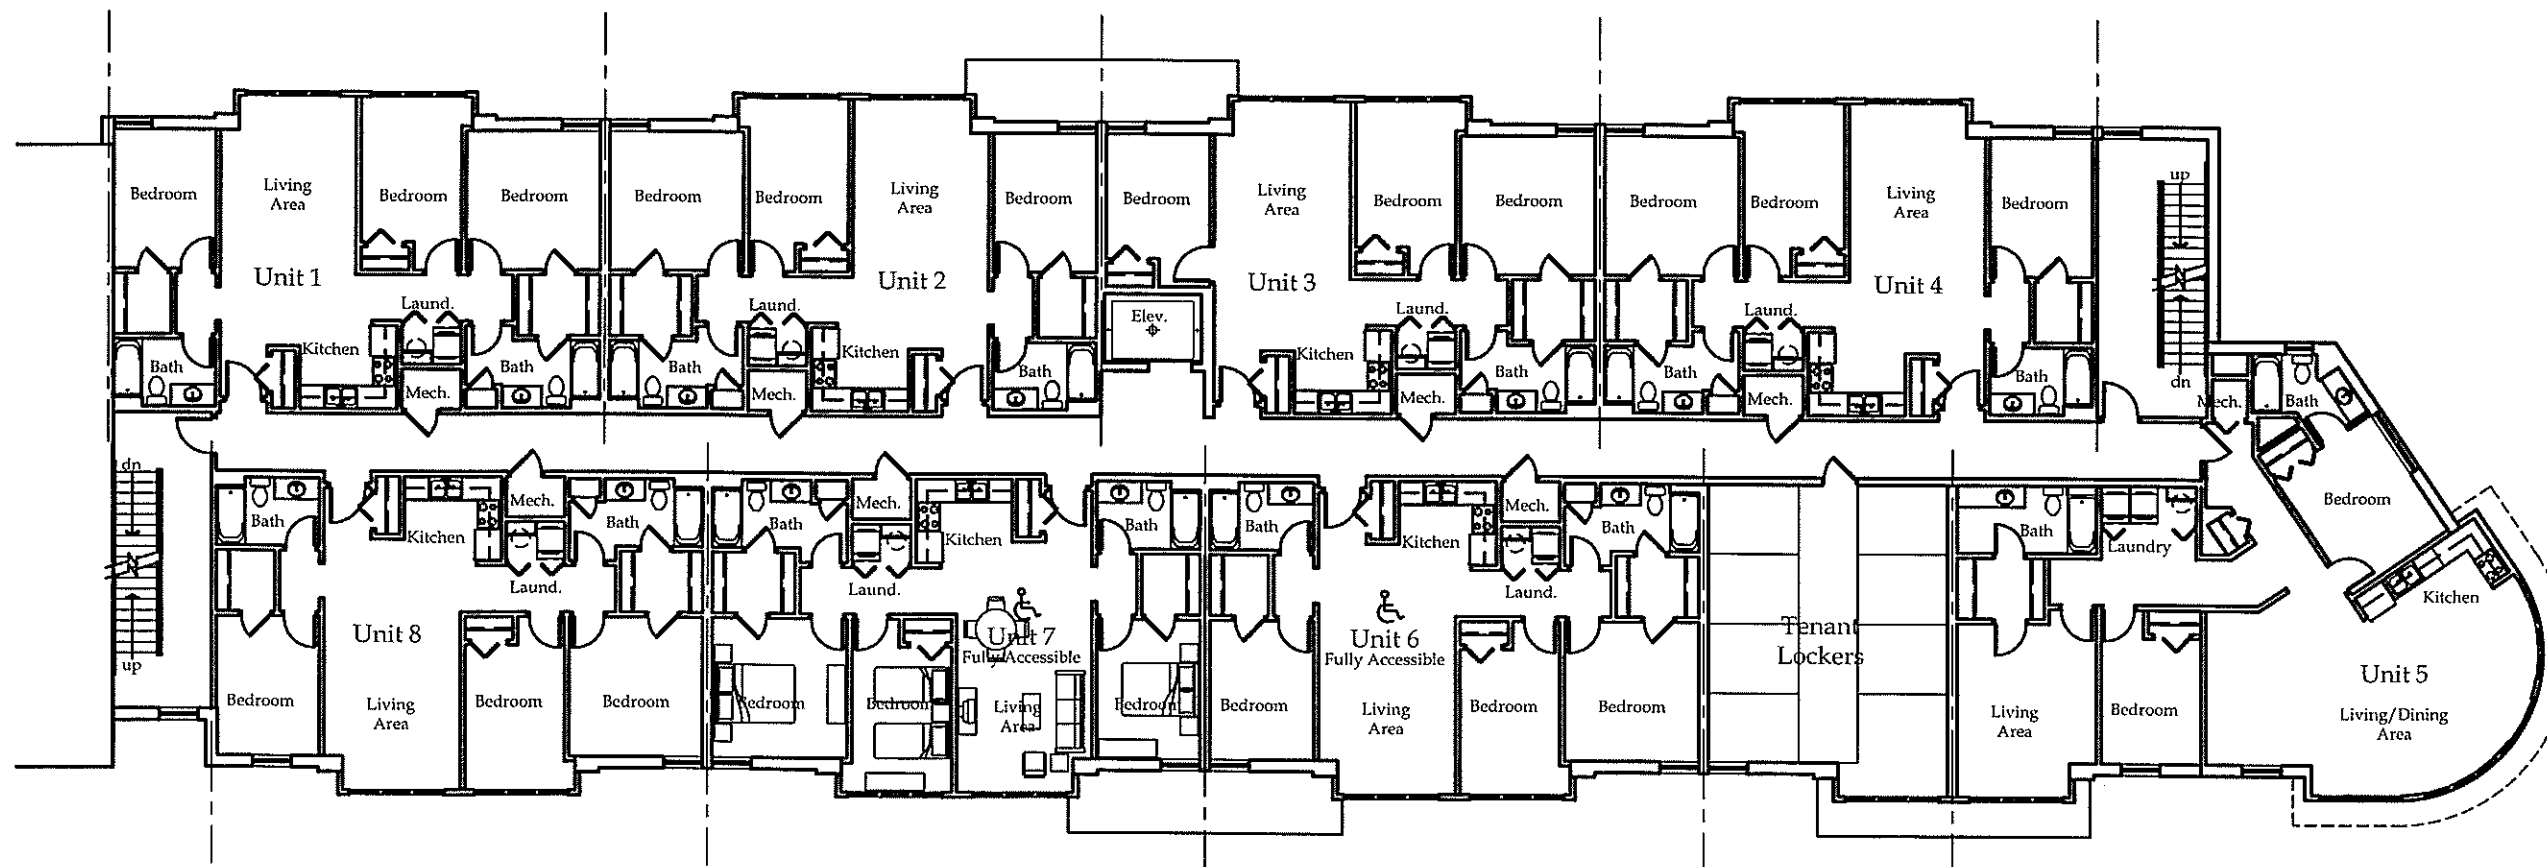 Bedroom
Living
Area
Bedroom
Bedroom
Unit 1
Laund.
Kitchen
Bath
Mech.
Bath
Bedroom
Bedroom
Living
Area
Bedroom
Unit 2
Laund.
Kitchen
Bath
Mech.
Bath
Bedroom
Living
Area
Bedroom
Bedroom
Elev.
Unit 3
Laund.
Kitchen
Mech.
Bath
Bedroom
Bedroom
Living
Area
Bedroom
Unit 4
Laund.
Kitchen
Bath
Mech.
Bath
up
dn
Mech.
Bath
Bedroom
Kitchen
Unit 5
Living/Dining
Area
Laundry
Bath
Living
Area
Bedroom
Tenant
Lockers
Mech.
Bath
Bath
Kitchen
Laund.
Unit 6
Fully Accessible
Bedroom
Living
Area
Bedroom
Bedroom
Mech.
Bath
Kitchen
Bath
Laund.
Unit 7
Fully Accessible
Bedroom
Bedroom
Living
Area
Bedroom
dn
up
Bath
Kitchen
Mech.
Bath
Laund.
Unit 8
Bedroom
Living
Area
Bedroom
Bedroom